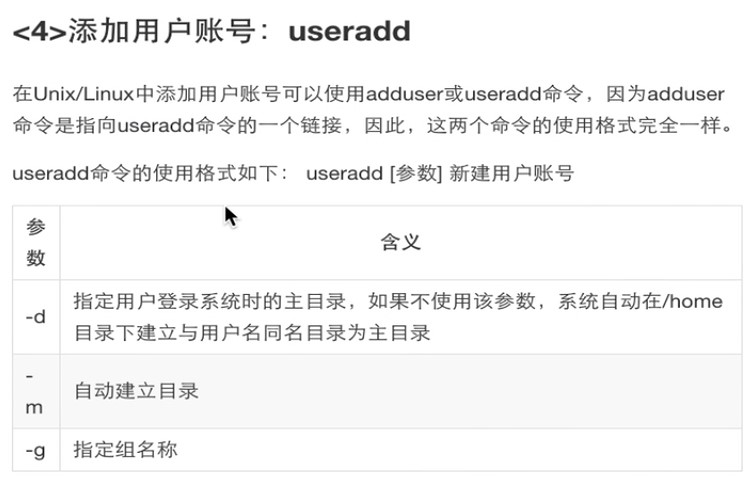 <4>添加用户账号：useradd
在Unix/Linux中添加用户账号可以使用adduser或useradd命令，因为adduser
命令是指向useradd命令的一个链接，因此，这两个命令的使用格式完全一样。
useradd命令的使用格式如下： useradd [参数] 新建用户账号
参
数
含义
-d
指定用户登录系统时的主目录，如果不使用该参数，系统自动在/home
目录下建立与用户名同名目录为主目录
-
m
自动建立目录
-g
指定组名称